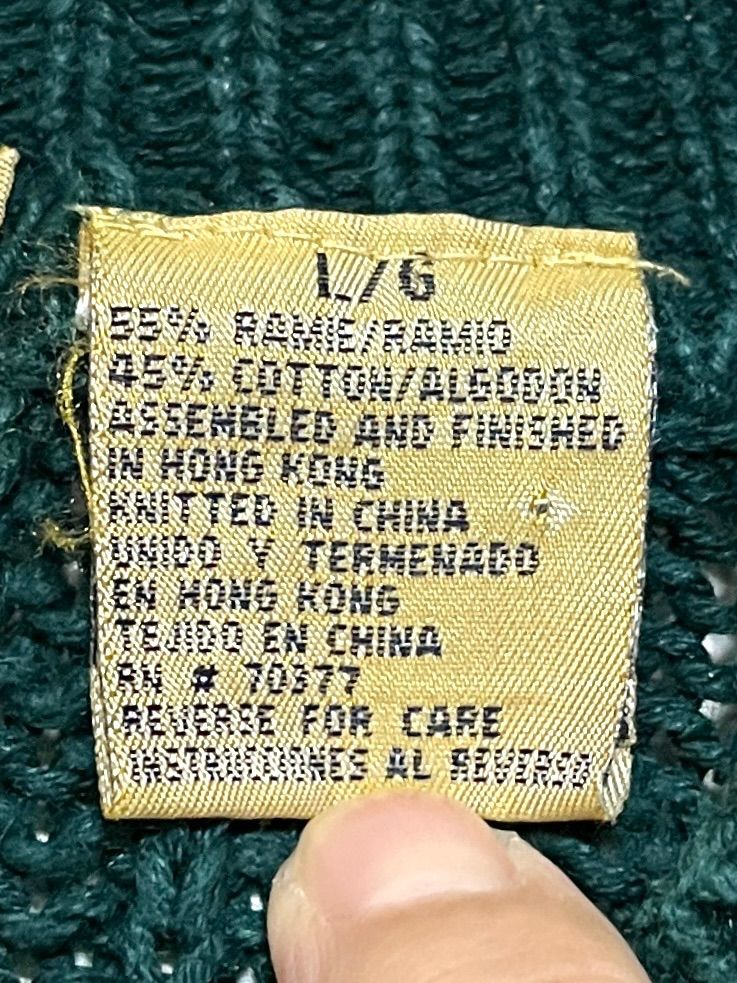 L/G
55% RAMIE/RAMIO
45% COTTON/ALGODON
ASSEMBLED AND FINISHED
IN HONG KONG
KNITTED IN CHINA
UNIDO Y TERMENADO
EN HONG KONG
TEJIDO EN CHINA
RN # 70377
REVERSE FOR CARE
INSTRUCCIONES AL REVERSO